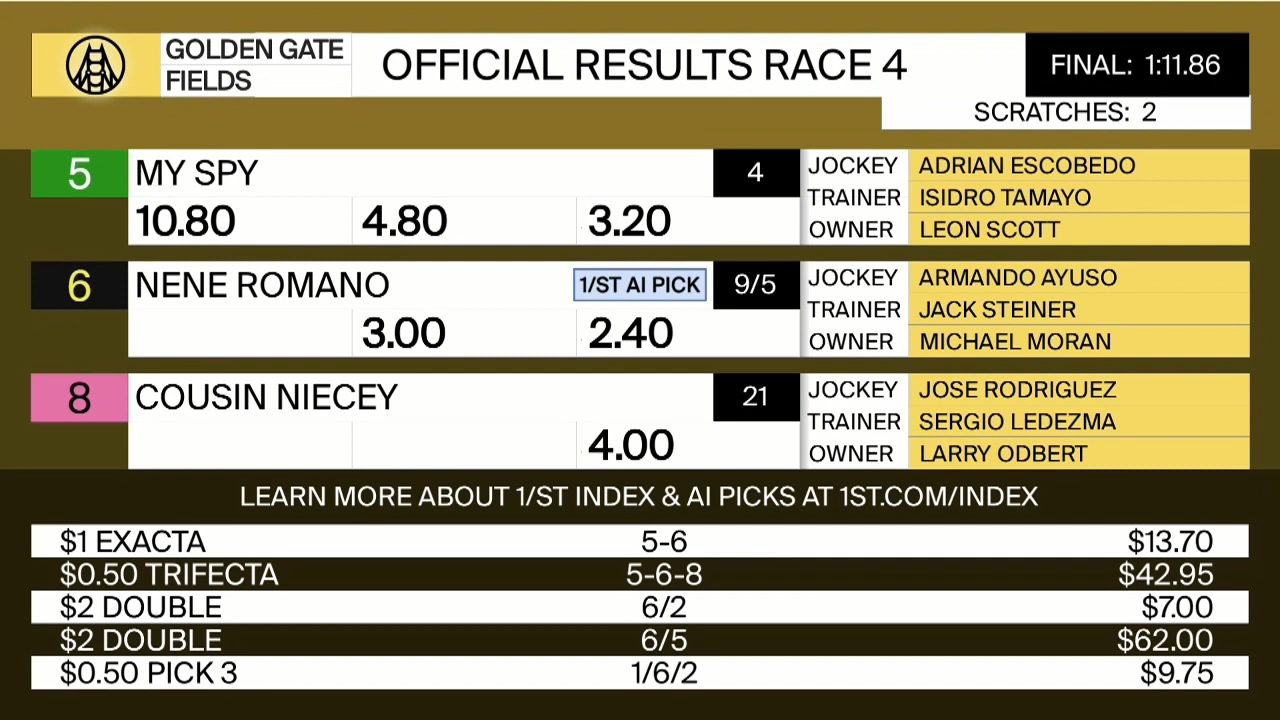 GOLDEN GATE
FIELDS
OFFICIAL RESULTS RACE 4
FINAL: 1:11.86
SCRATCHES: 2
5 MY SPY 4 JOCKEY ADRIAN ESCOBEDO
TRAINER ISIDRO TAMAYO
10.80 4.80 3.20 OWNER LEON SCOTT
6 NENE ROMANO 1/ST AI PICK 9/5 JOCKEY ARMANDO AYUSO
TRAINER JACK STEINER
3.00 2.40 OWNER MICHAEL MORAN
8 COUSIN NIECEY 21 JOCKEY JOSE RODRIGUEZ
TRAINER SERGIO LEDEZMA
4.00 OWNER LARRY ODBERT
LEARN MORE ABOUT 1/ST INDEX & AI PICKS AT 1ST.COM/INDEX
$1 EXACTA 5-6 $13.70
$0.50 TRIFECTA 5-6-8 $42.95
$2 DOUBLE 6/2 $7.00
$2 DOUBLE 6/5 $62.00
$0.50 PICK 3 1/6/2 $9.75